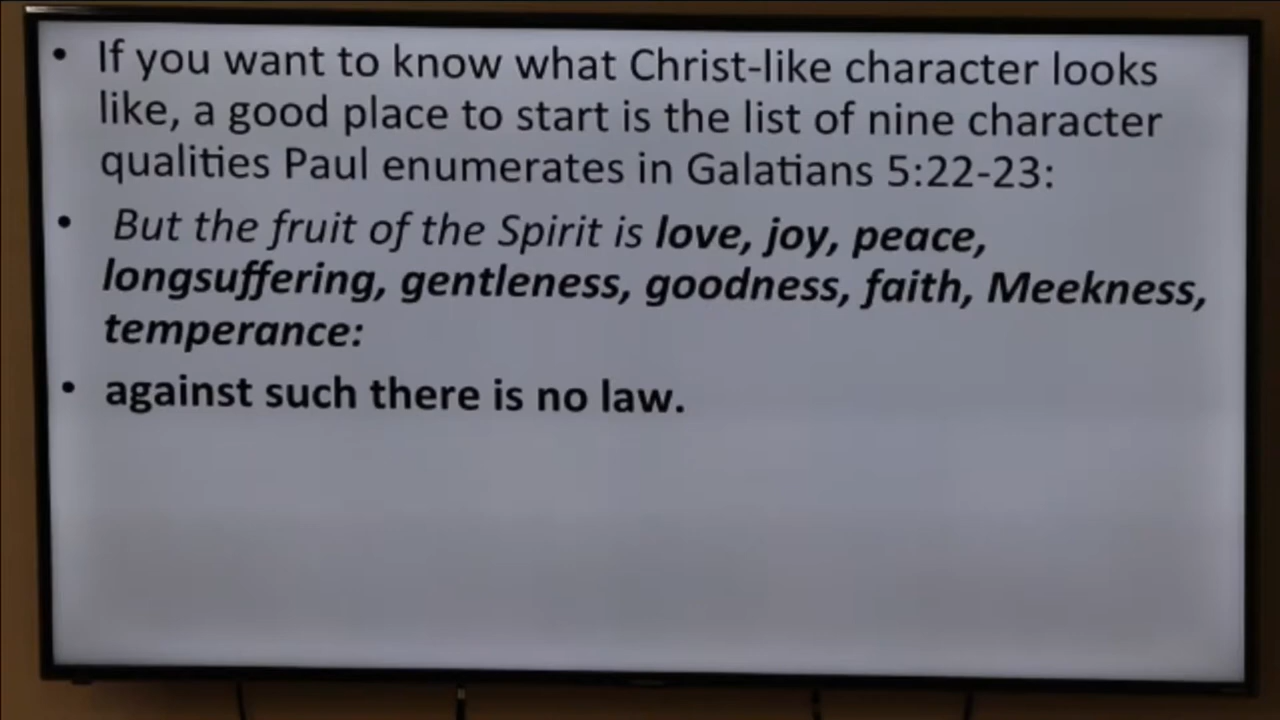 • If you want to know what Christ-like character looks
like, a good place to start is the list of nine character
qualities Paul enumerates in Galatians 5:22-23:
• But the fruit of the Spirit is love, joy, peace,
longsuffering, gentleness, goodness, faith, Meekness,
temperance:
• against such there is no law.